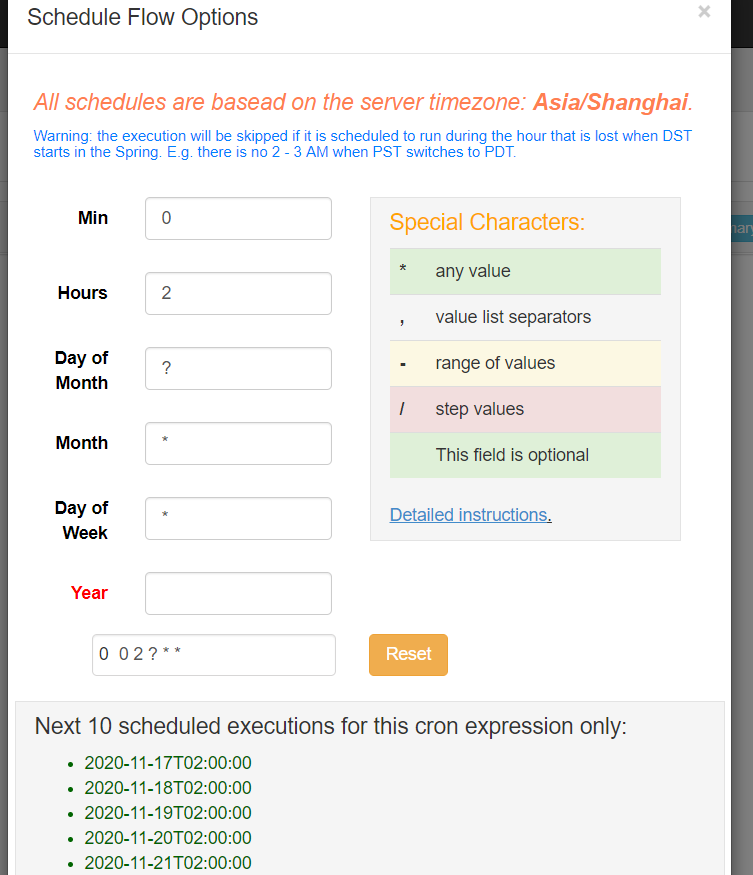 Schedule Flow Options
×
All schedules are basead on the server timezone: Asia/Shanghai.
Warning: the execution will be skipped if it is scheduled to run during the hour that is lost when DST
starts in the Spring. E.g. there is no 2 - 3 AM when PST switches to PDT.
Min
0
Hours
2
Day of
Month
?
Month
*
Day of
Week
*
Year
0 0 2 ? * *
Reset
Special Characters:
* any value
, value list separators
- range of values
/ step values
This field is optional
Detailed instructions.
Next 10 scheduled executions for this cron expression only:
• 2020-11-17T02:00:00
• 2020-11-18T02:00:00
• 2020-11-19T02:00:00
• 2020-11-20T02:00:00
• 2020-11-21T02:00:00